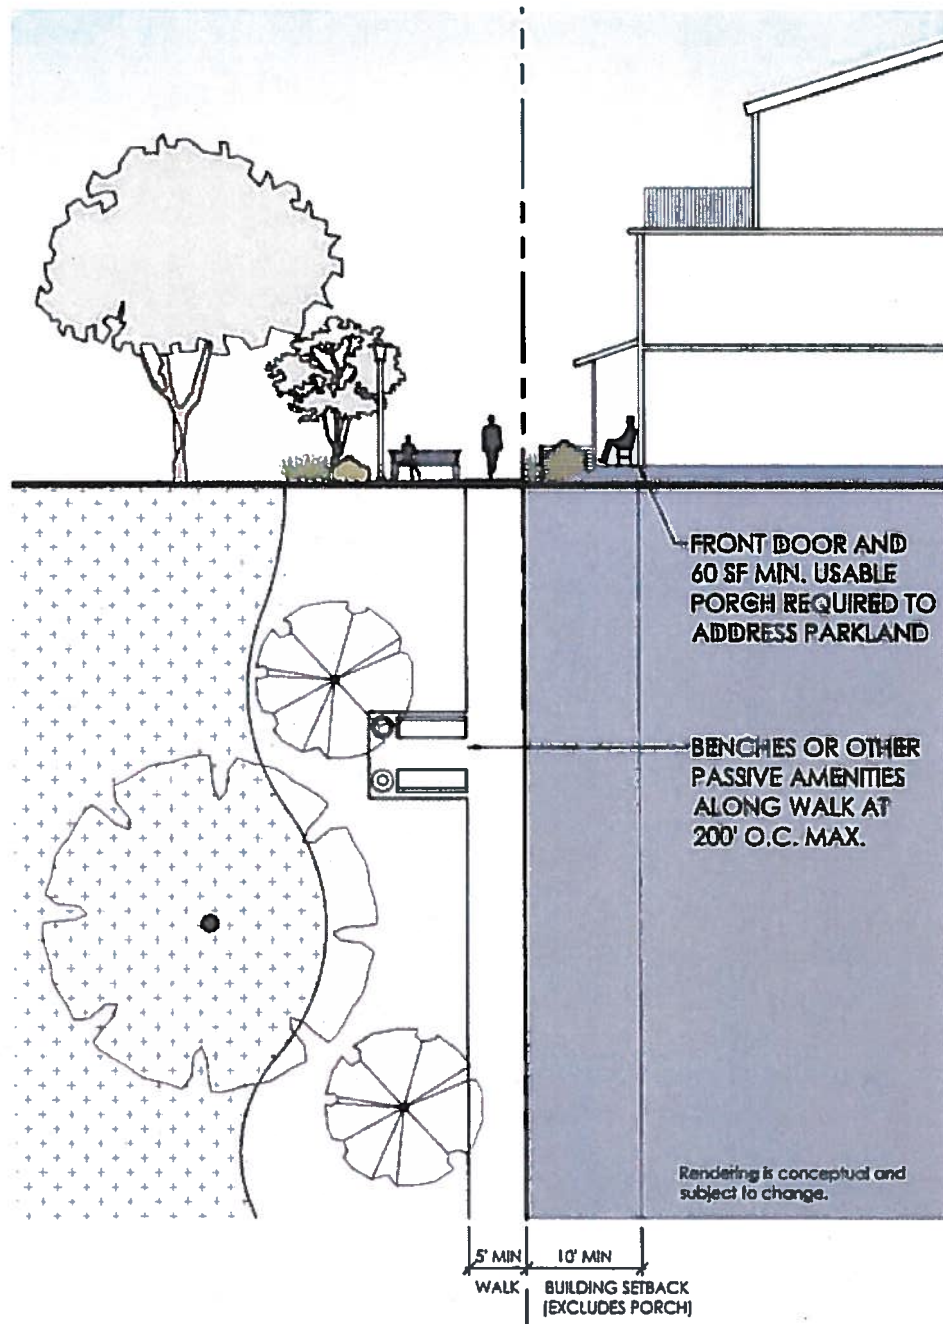 FRONT DOOR AND
60 SF MIN. USABLE
PORCH REQUIRED TO
ADDRESS PARKLAND
BENCHES OR OTHER
PASSIVE AMENITIES
ALONG WALK AT
200' O.C. MAX.
Rendering is conceptual and
subject to change.
5' MIN
10' MIN
WALK
BUILDING SETBACK
(EXCLUDES PORCH)